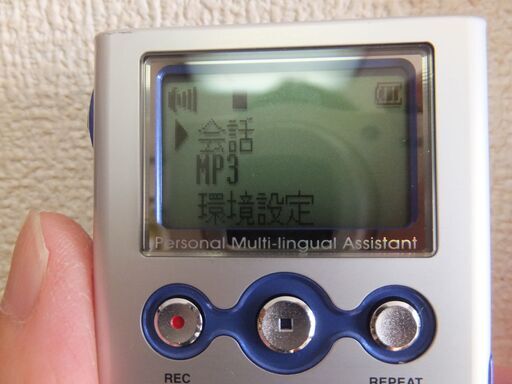 会話
MP3
環境設定
Personal Multi-lingual Assistant
REC
REPEAT